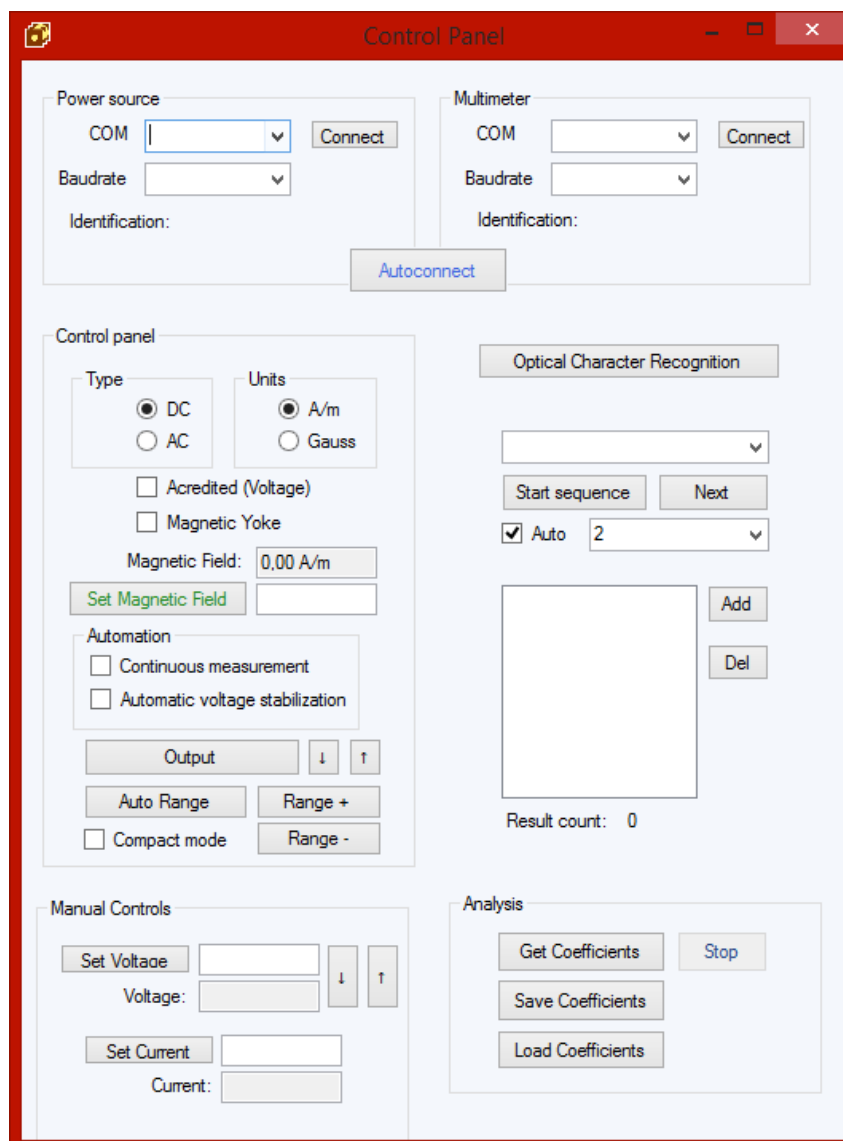 Control Panel
Power source
COM
Connect
Baudrate
Identification:
Multimeter
COM
Connect
Baudrate
Identification:
Autoconnect
Control panel
Type
DC
AC
Units
A/m
Gauss
Acredited (Voltage)
Magnetic Yoke
Magnetic Field: 0,00 A/m
Set Magnetic Field
Automation
Continuous measurement
Automatic voltage stabilization
Output ↓ ↑
Auto Range Range +
Compact mode Range -
Optical Character Recognition
Start sequence Next
Auto 2
Add
Del
Result count: 0
Manual Controls
Set Voltage ↓ ↑
Voltage:
Set Current
Current:
Analysis
Get Coefficients Stop
Save Coefficients
Load Coefficients